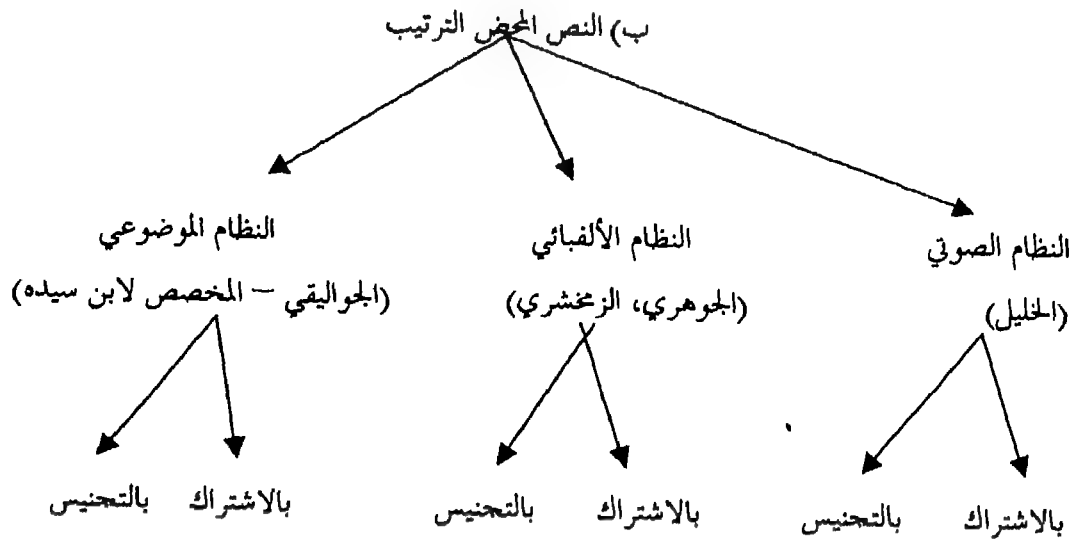 ب) النص المحض الترتيب
النظام الصوتي
(الخليل)
النظام الألفبائي
(الجوهري، الزمخشري)
النظام الموضوعي
(الجواليقي – المخصص لابن سيده)
بالاشتراك
بالتجنيس
بالاشتراك
بالتجنيس
بالاشتراك
بالتجنيس